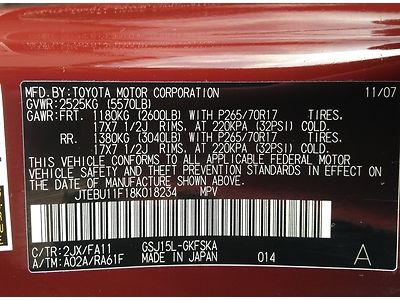 MFD.BY: TOYOTA MOTOR CORPORATION 11/07
GVWR: 2525KG (5570LB)
GAWR: FRT. 1180KG (2600LB) WITH P265/70R17 TIRES.
17X7 1/2J RIMS. AT 220KPA (32PSI) COLD.
RR. 1380KG (3040LB) WITH P265/70R17 TIRES.
17X7 1/2J RIMS. AT 220KPA (32PSI) COLD.
THIS VEHICLE CONFORMS TO ALL APPLICABLE FEDERAL MOTOR
VEHICLE SAFETY, BUMPER, AND THEFT PREVENTION
STANDARDS IN EFFECT ON THE DATE OF
MANUFACTURE SHOWN ABOVE.
JTEBU11F18K018234 MPV
C/TR: 2JX/FA11 GSJ15L-GKFSKA
A/TM: A02A/RA61F MADE IN JAPAN 014 A